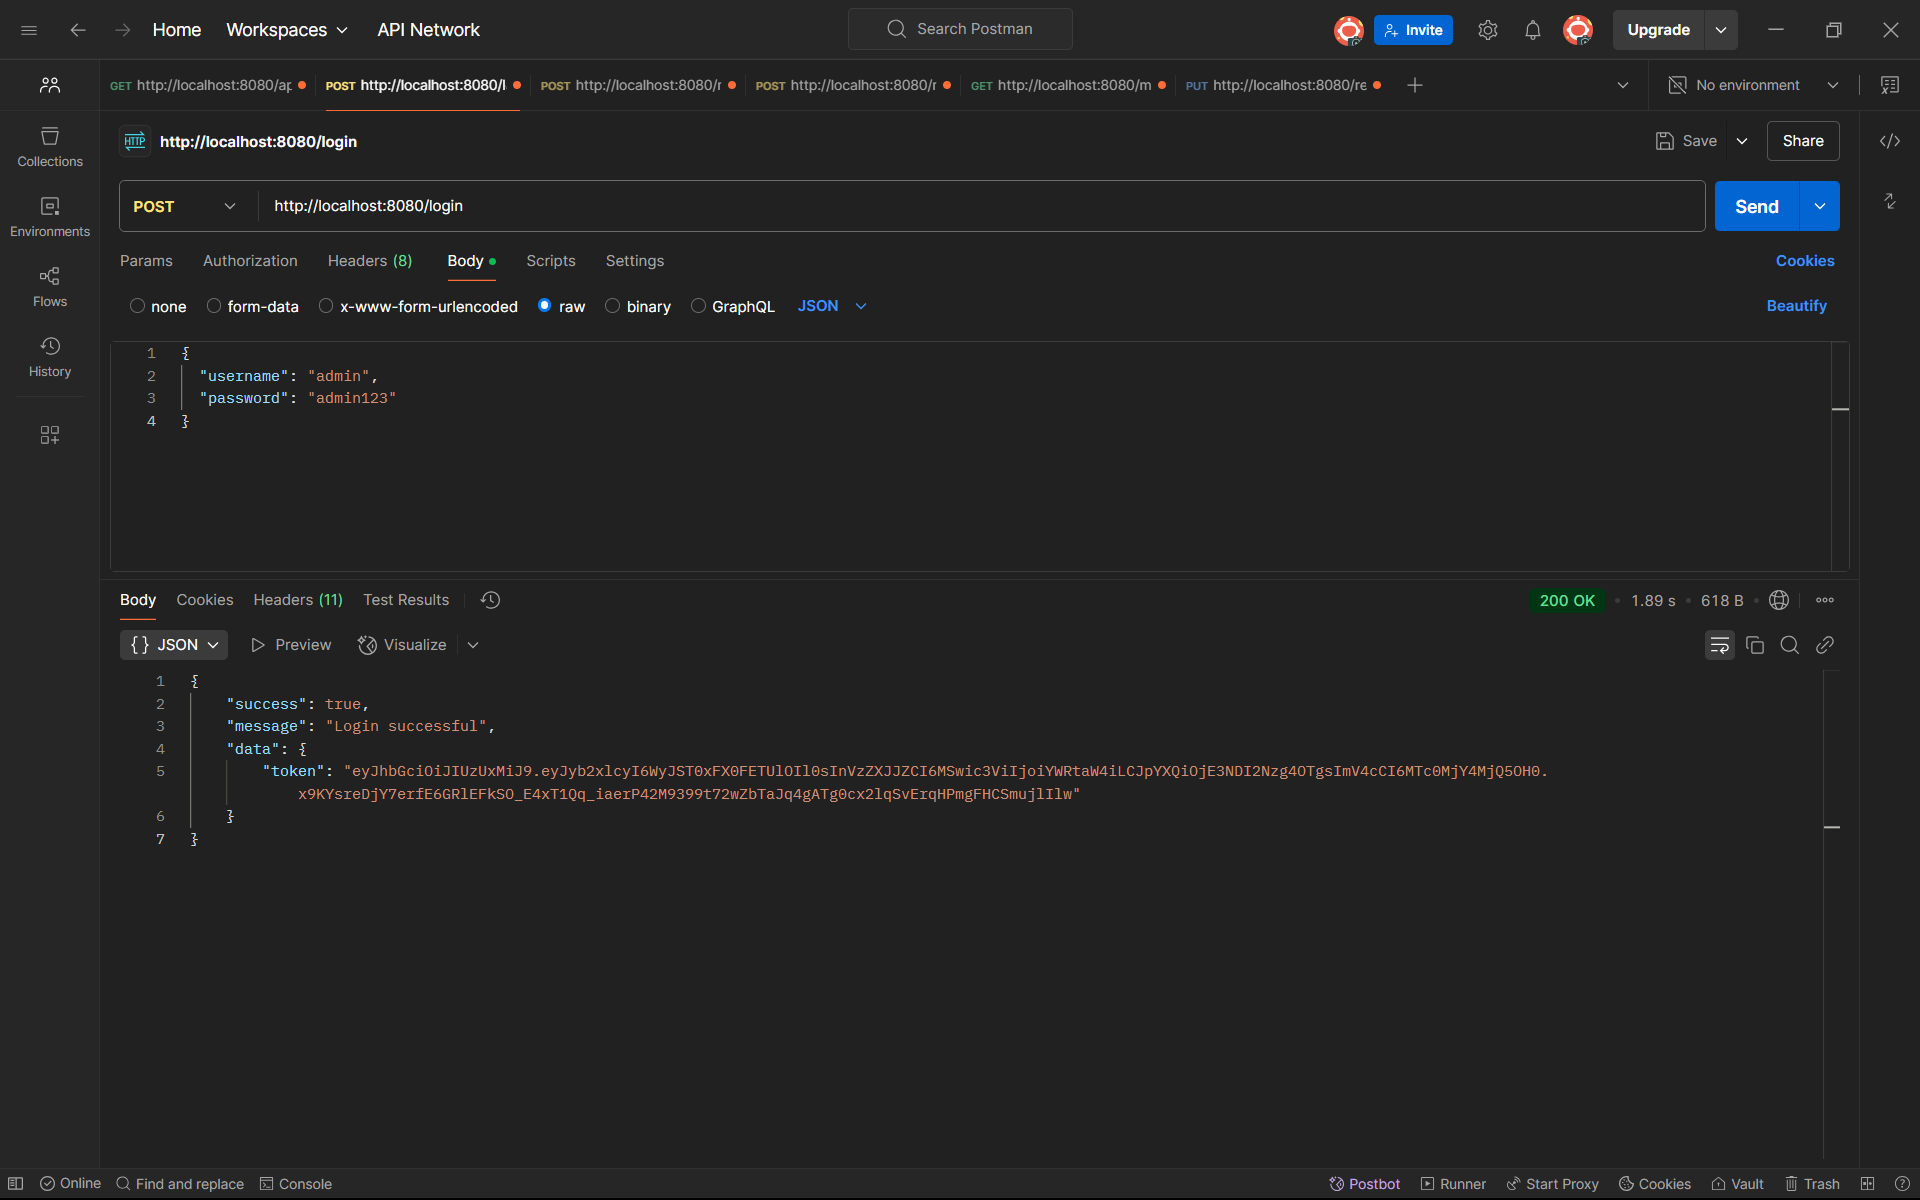 Home Workspaces API Network Search Postman Invite Upgrade
GET http://localhost:8080/ap POST http://localhost:8080/l POST http://localhost:8080/r POST http://localhost:8080/r GET http://localhost:8080/m PUT http://localhost:8080/re No environment
HTTP http://localhost:8080/login Save Share
Collections
POST http://localhost:8080/login Send
Environments
Params Authorization Headers (8) Body Scripts Settings Cookies
Flows
none form-data x-www-form-urlencoded raw binary GraphQL JSON Beautify
History
1 {
2 "username": "admin",
3 "password": "admin123"
4 }
Body Cookies Headers (11) Test Results 200 OK 1.89 s 618 B
{} JSON Preview Visualize
1 {
2 "success": true,
3 "message": "Login successful",
4 "data": {
5 "token": "eyJhbGciOiJIUzUxMiJ9.eyJyb2xlcyI6WyJST0xFX0FETUlOIl0sInVzZXJJZCI6MSwic3ViIjoiYWRtaW4iLCJpYXQiOjE3NDI2Nzg4OTgsImV4cCI6MTc0MjY4MjQ5OH0.
x9KYsreDjY7erfE6GRlEFkSO_E4xT1Qq_iaerP42M9399t72wZbTaJq4gATg0cx2lqSvErqHPmgFHCSmujlIlw"
6 }
7 }
Online Find and replace Console Postbot Runner Start Proxy Cookies Vault Trash